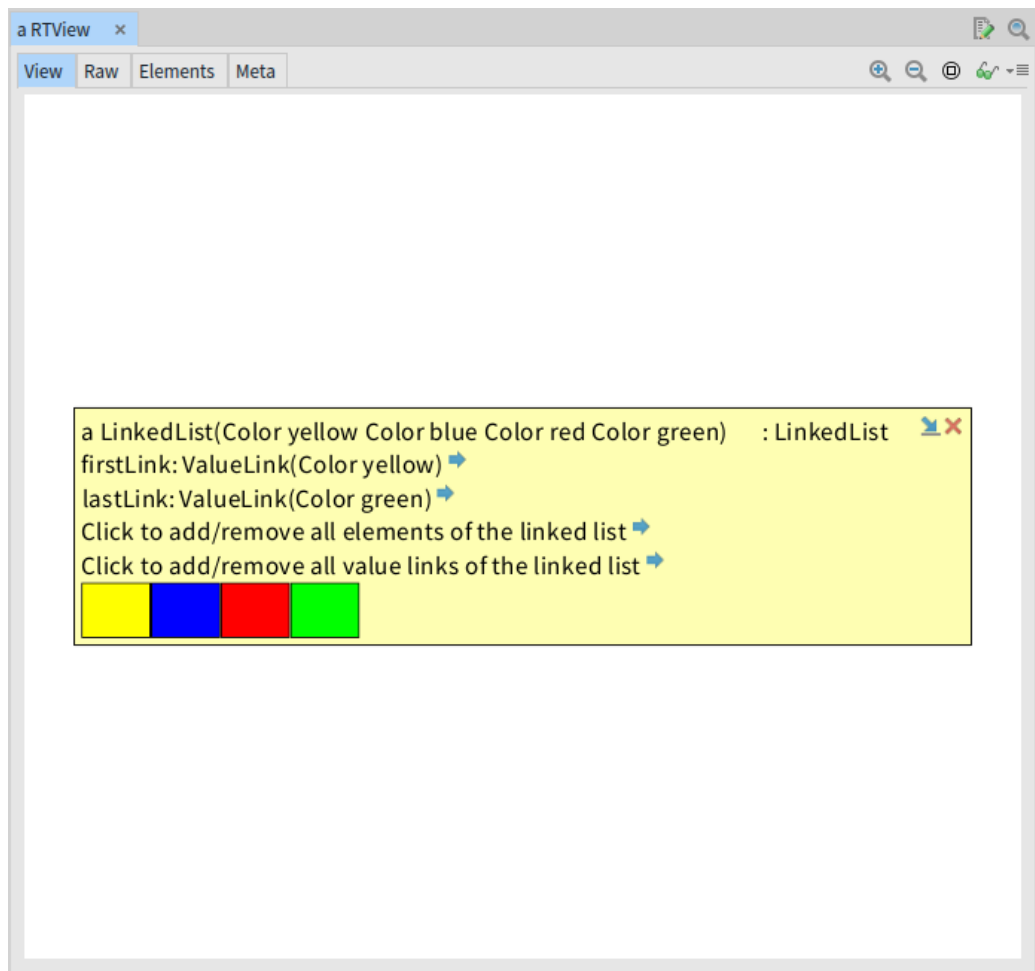 a RTView ×
View Raw Elements Meta
a LinkedList(Color yellow Color blue Color red Color green) : LinkedList
firstLink: ValueLink(Color yellow)
lastLink: ValueLink(Color green)
Click to add/remove all elements of the linked list
Click to add/remove all value links of the linked list